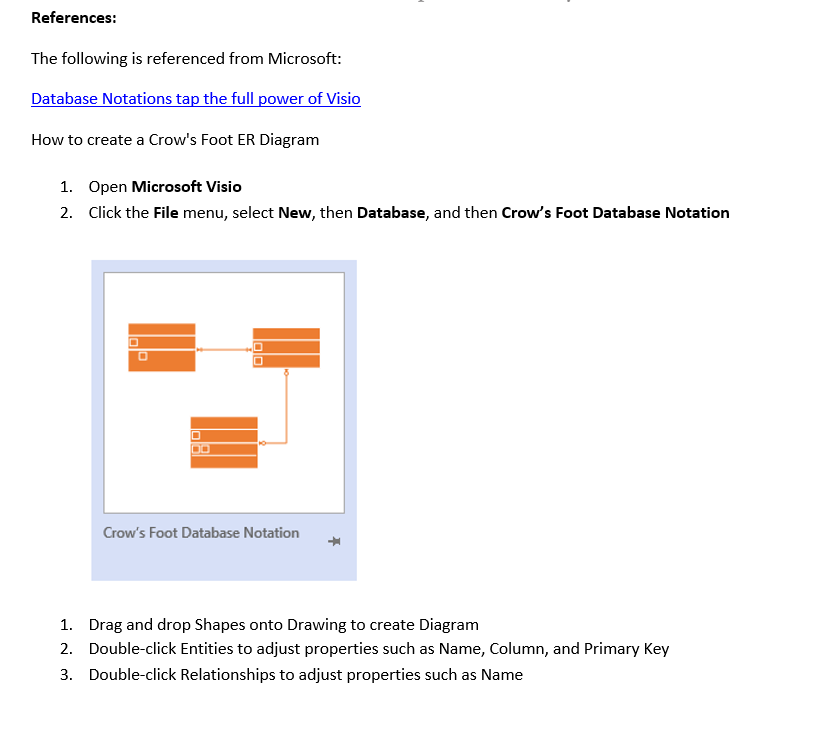 References:
The following is referenced from Microsoft:
Database Notations tap the full power of Visio
How to create a Crow's Foot ER Diagram
1. Open Microsoft Visio
2. Click the File menu, select New, then Database, and then Crow’s Foot Database Notation
Crow's Foot Database Notation
1. Drag and drop Shapes onto Drawing to create Diagram
2. Double-click Entities to adjust properties such as Name, Column, and Primary Key
3. Double-click Relationships to adjust properties such as Name